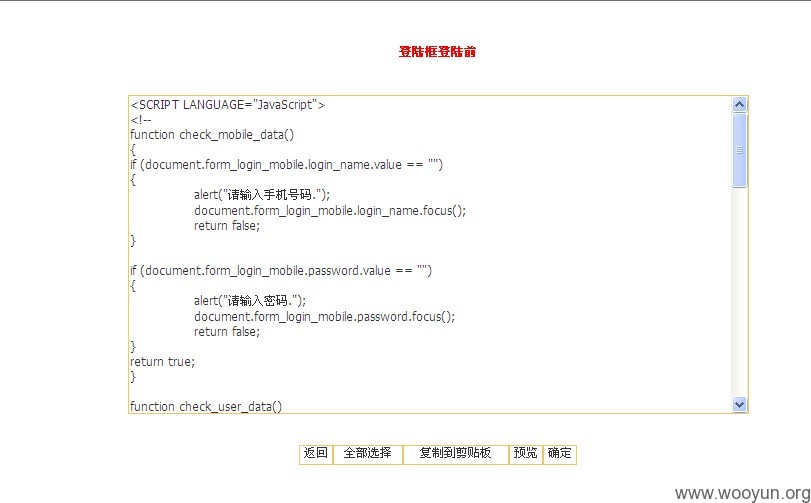 登陆框登陆前
<SCRIPT LANGUAGE="JavaScript">
<!--
function check_mobile_data()
{
if (document.form_login_mobile.login_name.value == "")
{
alert("请输入手机号码.");
document.form_login_mobile.login_name.focus();
return false;
}

if (document.form_login_mobile.password.value == "")
{
alert("请输入密码.");
document.form_login_mobile.password.focus();
return false;
}
return true;
}

function check_user_data()
返回 全部选择 复制到剪贴板 预览 确定
www.wooyun.org